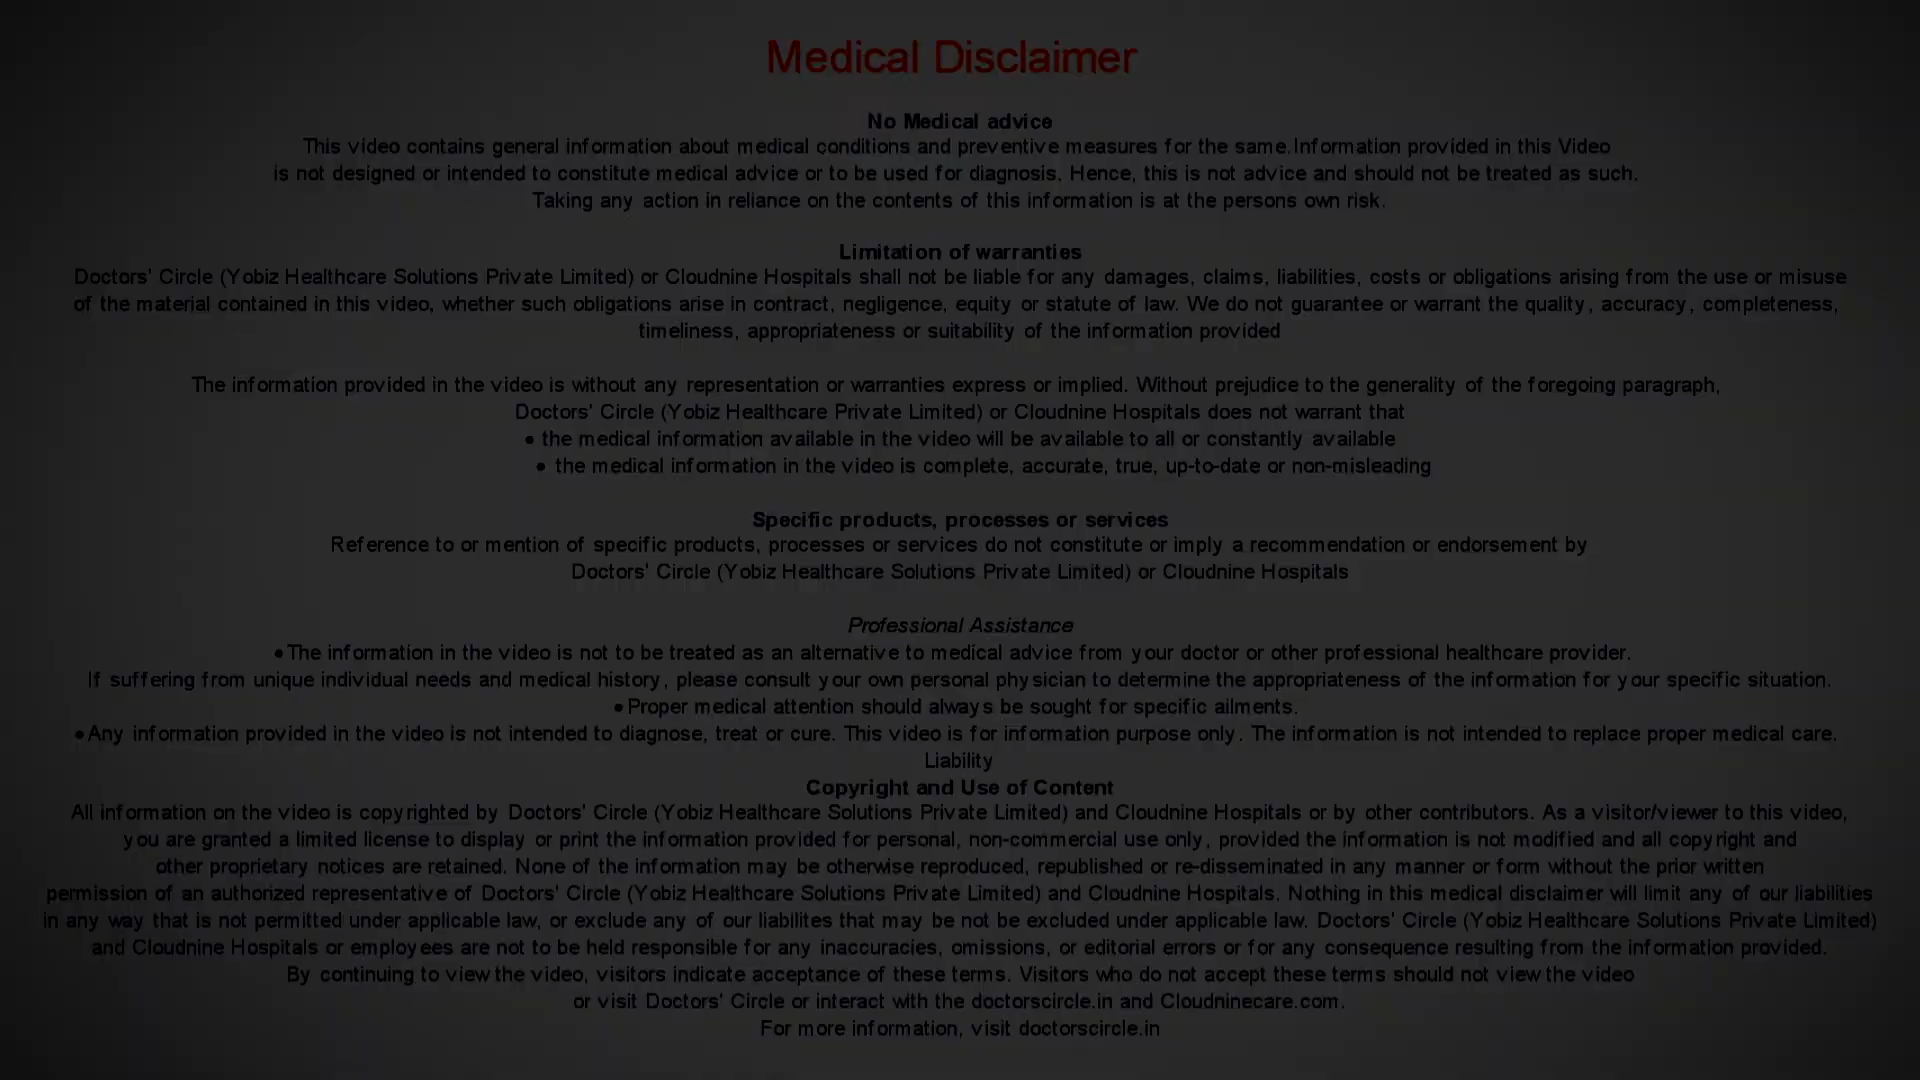 Medical Disclaimer
No Medical advice
This video contains general information about medical conditions and preventive measures for the same.Information provided in this Video
is not designed or intended to constitute medical advice or to be used for diagnosis. Hence, this is not advice and should not be treated as such.
Taking any action in reliance on the contents of this information is at the persons own risk.
Limitation of warranties
Doctors' Circle (Yobiz Healthcare Solutions Private Limited) or Cloudnine Hospitals shall not be liable for any damages, claims, liabilities, costs or obligations arising from the use or misuse
of the material contained in this video, whether such obligations arise in contract, negligence, equity or statute of law. We do not guarantee or warrant the quality, accuracy, completeness,
timeliness, appropriateness or suitability of the information provided
The information provided in the video is without any representation or warranties express or implied. Without prejudice to the generality of the foregoing paragraph,
Doctors' Circle (Yobiz Healthcare Private Limited) or Cloudnine Hospitals does not warrant that
• the medical information available in the video will be available to all or constantly available
• the medical information in the video is complete, accurate, true, up-to-date or non-misleading
Specific products, processes or services
Reference to or mention of specific products, processes or services do not constitute or imply a recommendation or endorsement by
Doctors' Circle (Yobiz Healthcare Solutions Private Limited) or Cloudnine Hospitals
Professional Assistance
•The information in the video is not to be treated as an alternative to medical advice from your doctor or other professional healthcare provider.
If suffering from unique individual needs and medical history, please consult your own personal physician to determine the appropriateness of the information for your specific situation.
•Proper medical attention should always be sought for specific ailments.
•Any information provided in the video is not intended to diagnose, treat or cure. This video is for information purpose only. The information is not intended to replace proper medical care.
Liability
Copyright and Use of Content
All information on the video is copyrighted by Doctors' Circle (Yobiz Healthcare Solutions Private Limited) and Cloudnine Hospitals or by other contributors. As a visitor/viewer to this video,
you are granted a limited license to display or print the information provided for personal, non-commercial use only, provided the information is not modified and all copyright and
other proprietary notices are retained. None of the information may be otherwise reproduced, republished or re-disseminated in any manner or form without the prior written
permission of an authorized representative of Doctors' Circle (Yobiz Healthcare Solutions Private Limited) and Cloudnine Hospitals. Nothing in this medical disclaimer will limit any of our liabilities
in any way that is not permitted under applicable law, or exclude any of our liabilites that may be not be excluded under applicable law. Doctors' Circle (Yobiz Healthcare Solutions Private Limited)
and Cloudnine Hospitals or employees are not to be held responsible for any inaccuracies, omissions, or editorial errors or for any consequence resulting from the information provided.
By continuing to view the video, visitors indicate acceptance of these terms. Visitors who do not accept these terms should not view the video
or visit Doctors' Circle or interact with the doctorscircle.in and Cloudninecare.com.
For more information, visit doctorscircle.in